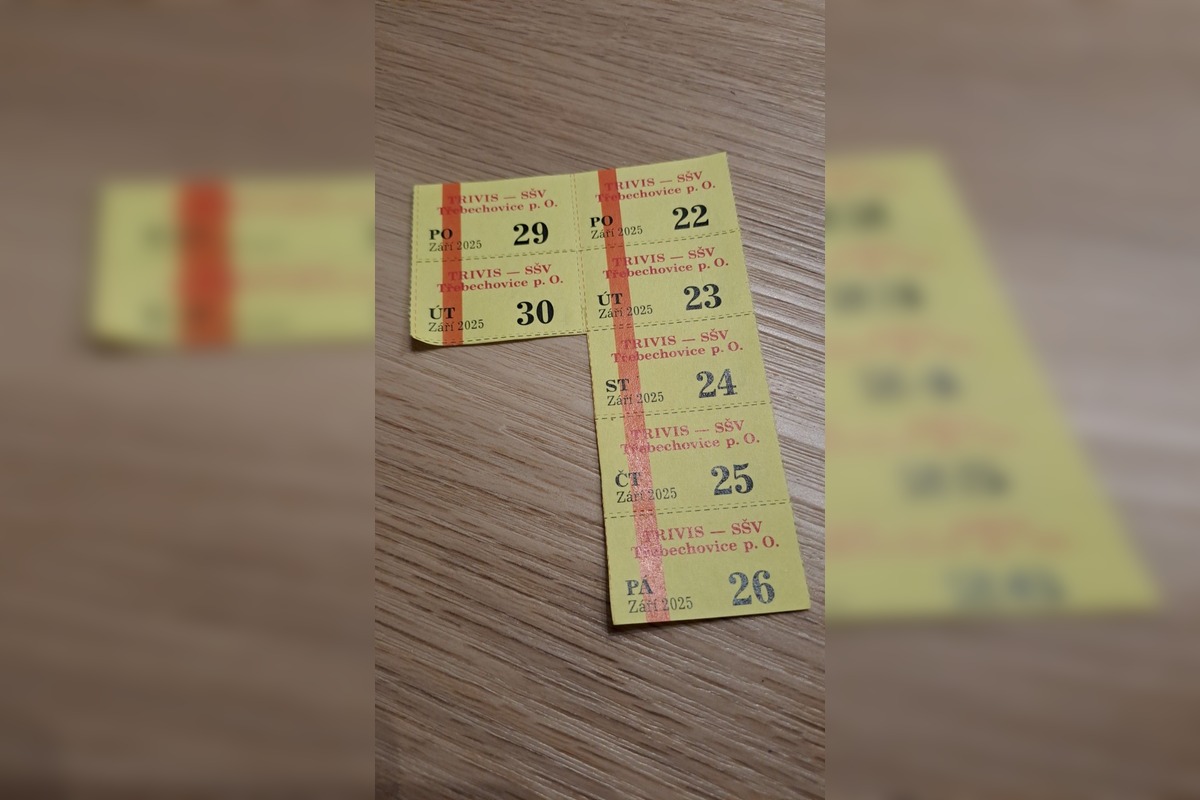 TRIVIS — SŠV
Třebechovice p. O.
PO
29
Září 2025
TRIVIS — SŠV
Třebechovice p. O.
ÚT
30
Září 2025
TRIVIS — SŠV
Třebechovice p. O.
PO
22
Září 2025
TRIVIS — SŠV
Třebechovice p. O.
ÚT
23
Září 2025
TRIVIS — SŠV
Třebechovice p. O.
ST
24
Září 2025
TRIVIS — SŠV
Třebechovice p. O.
ČT
25
Září 2025
TRIVIS — SŠV
Třebechovice p. O.
PÁ
26
Září 2025